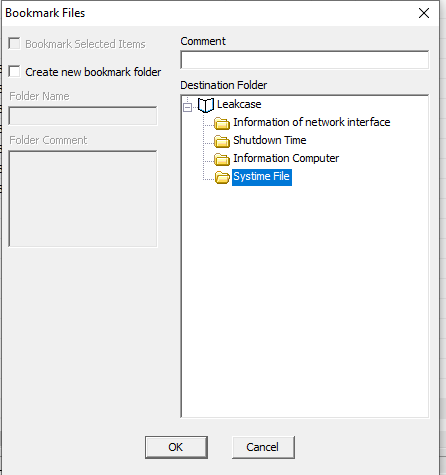 Bookmark Files
Bookmark Selected Items
Create new bookmark folder
Folder Name
Folder Comment
Comment
Destination Folder
Leakcase
Information of network interface
Shutdown Time
Information Computer
Systime File
OK
Cancel